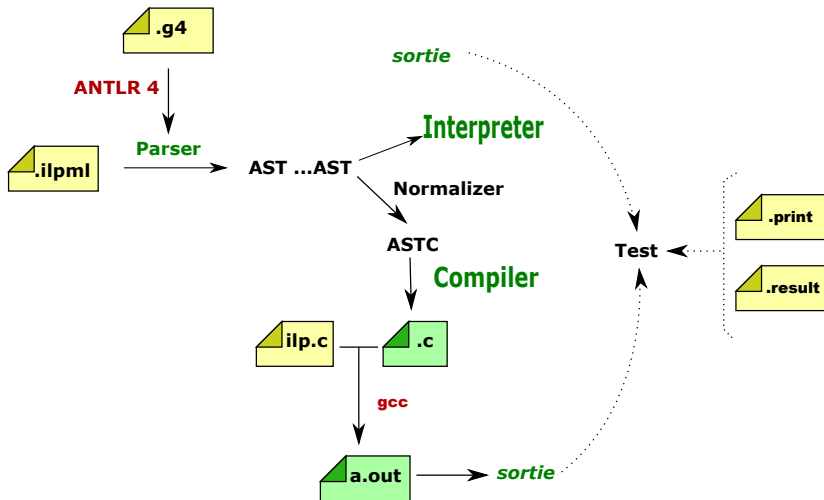 .g4
sortie
ANTLR 4
Interpreter
Parser
.ilpml
AST ...AST
Normalizer
.print
ASTC
Test
Compiler
.result
ilp.c
.c
gcc
a.out
sortie